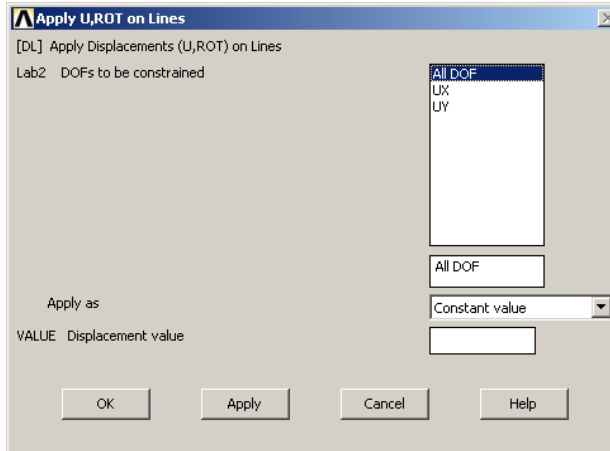 Apply U,ROT on Lines
[DL] Apply Displacements (U,ROT) on Lines
Lab2 DOFs to be constrained
All DOF
UX
UY
All DOF
Apply as
Constant value
VALUE Displacement value
OK
Apply
Cancel
Help